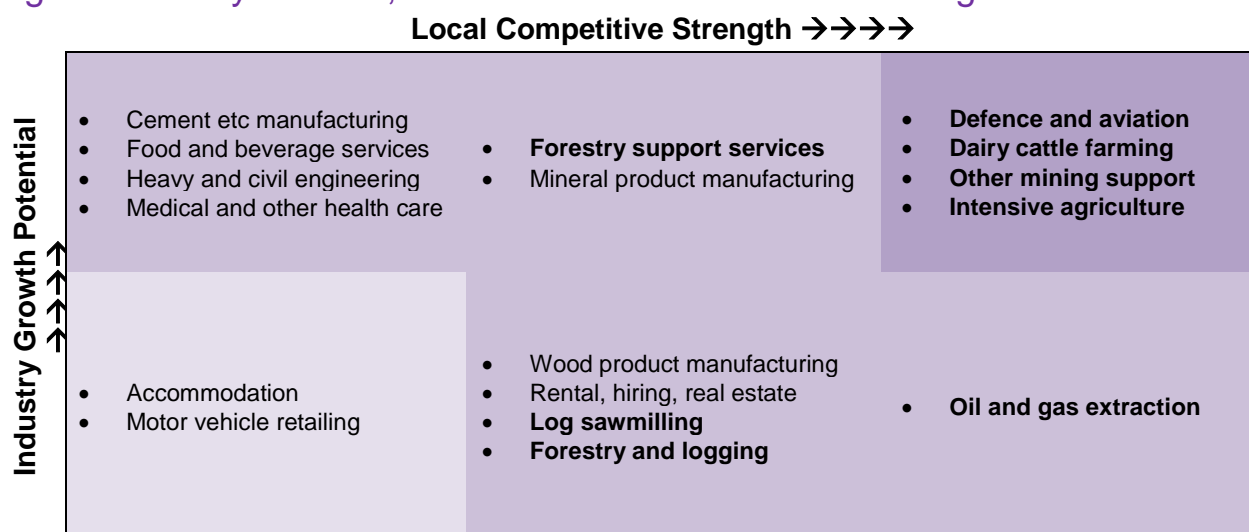 Local Competitive Strength →→→→
Industry Growth Potential →→→→
• Cement etc manufacturing
• Food and beverage services
• Heavy and civil engineering
• Medical and other health care
• Forestry support services
• Mineral product manufacturing
• Defence and aviation
• Dairy cattle farming
• Other mining support
• Intensive agriculture
• Accommodation
• Motor vehicle retailing
• Wood product manufacturing
• Rental, hiring, real estate
• Log sawmilling
• Forestry and logging
• Oil and gas extraction